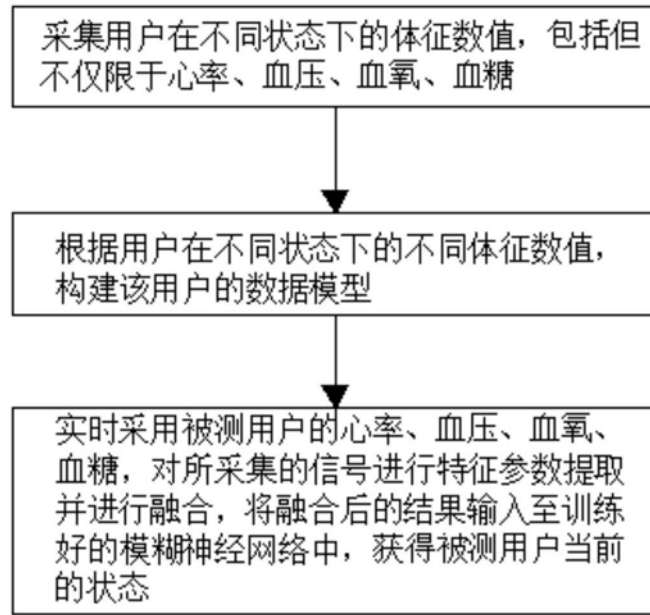 采集用户在不同状态下的体征数值，包括但
不仅限于心率、血压、血氧、血糖
根据用户在不同状态下的不同体征数值，
构建该用户的数据模型
实时采用被测用户的心率、血压、血氧、
血糖，对所采集的信号进行特征参数提取
并进行融合，将融合后的结果输入至训练
好的模糊神经网络中，获得被测用户当前
的状态